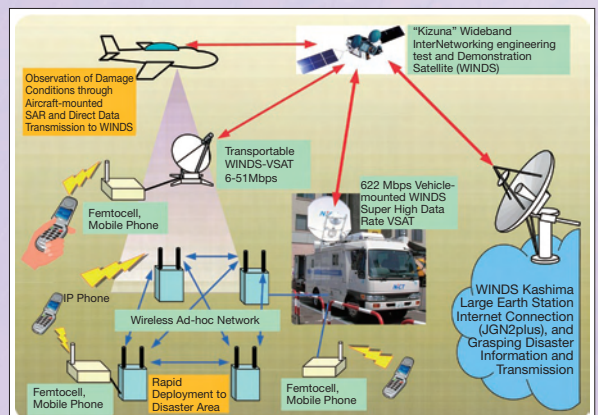 "Kizuna" Wideband
InterNetworking engineering
test and Demonstration
Satellite (WINDS)
Observation of Damage
Conditions through
Aircraft-mounted
SAR and Direct Data
Transmission to WINDS
Transportable
WINDS-VSAT
6-51Mbps
622 Mbps Vehicle-
mounted WINDS
Super High Data
Rate VSAT
Femtocell,
Mobile Phone
IP Phone
Wireless Ad-hoc Network
WINDS Kashima
Large Earth Station
Internet Connection
(JGN2plus), and
Grasping Disaster
Information and
Transmission
Femtocell,
Mobile Phone
Rapid
Deployment to
Disaster Area
Femtocell,
Mobile Phone